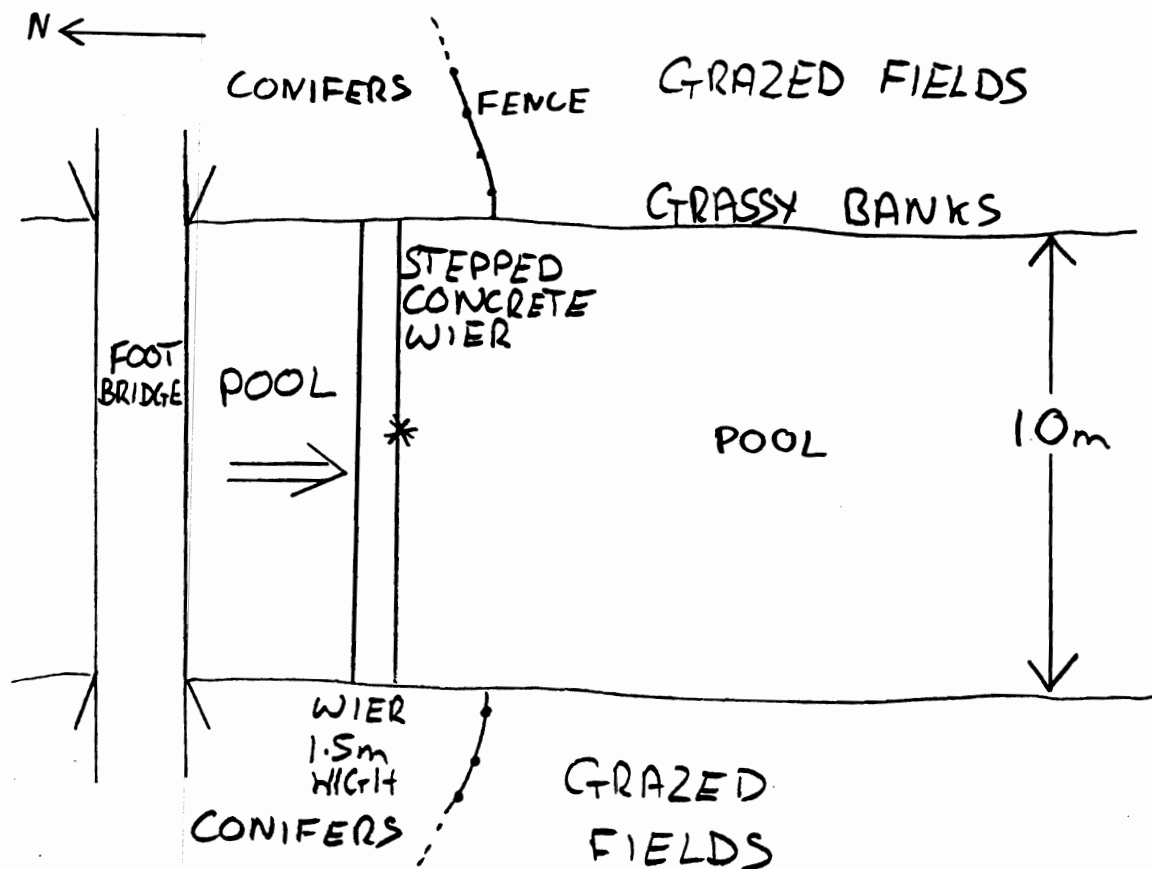 N
CONIFERS
GRAZED FIELDS
FENCE
GRASSY BANKS
STEPPED
CONCRETE
WIER
FOOT
BRIDGE
POOL
POOL
10m
WIER
1.5m
HIGH
CONIFERS
GRAZED
FIELDS